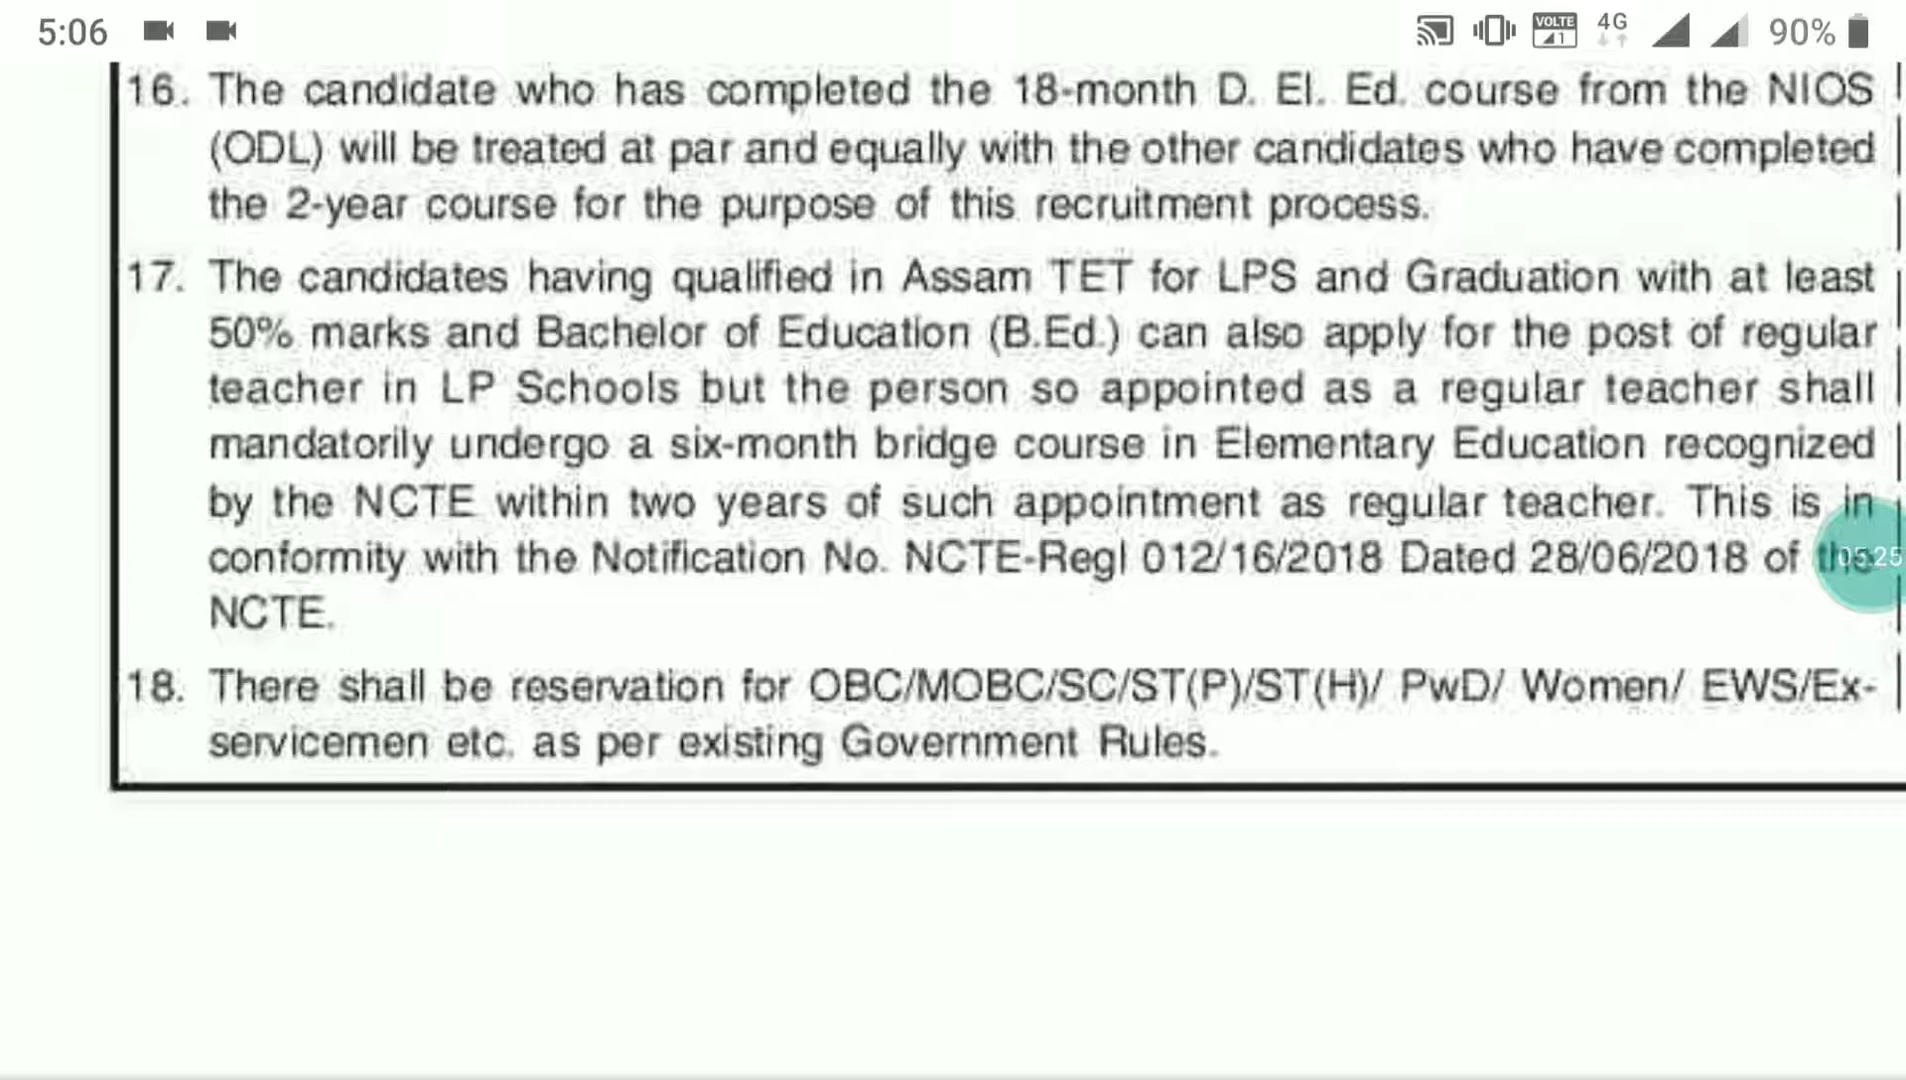 5:06 VOLTE 1 4G 90%
16. The candidate who has completed the 18-month D. El. Ed. course from the NIOS
(ODL) will be treated at par and equally with the other candidates who have completed
the 2-year course for the purpose of this recruitment process.
17. The candidates having qualified in Assam TET for LPS and Graduation with at least
50% marks and Bachelor of Education (B.Ed.) can also apply for the post of regular
teacher in LP Schools but the person so appointed as a regular teacher shall
mandatorily undergo a six-month bridge course in Elementary Education recognized
by the NCTE within two years of such appointment as regular teacher. This is in
conformity with the Notification No. NCTE-Regl 012/16/2018 Dated 28/06/2018 of the
05:25
NCTE.
18. There shall be reservation for OBC/MOBC/SC/ST(P)/ST(H)/ PwD/ Women/ EWS/Ex-
servicemen etc. as per existing Government Rules.